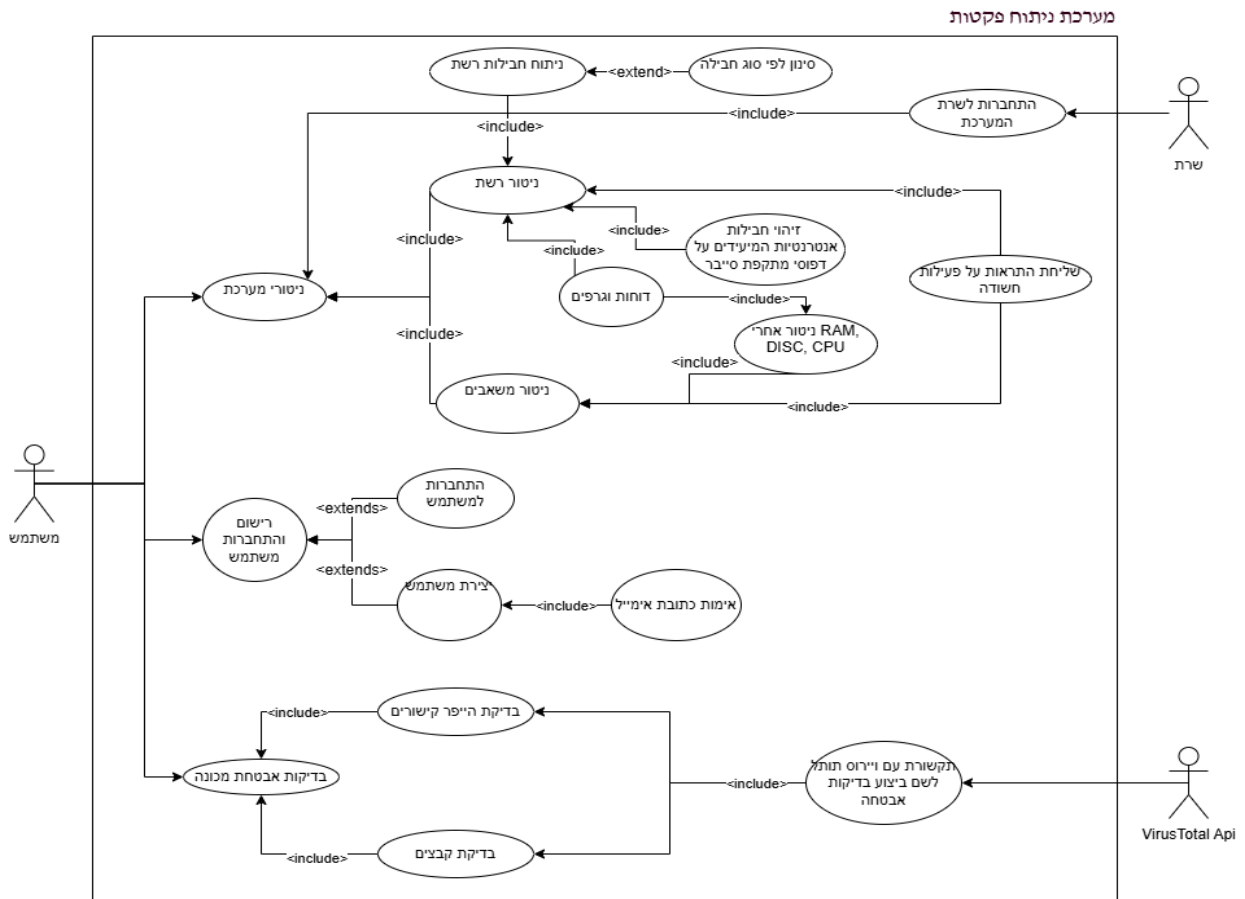 מערכת ניתוח פקטות
ניתוח חבילות רשת
<extend>
סינון לפי סוג חבילה
<include>
<include>
התחברות לשרת
המערכת
שרת
ניטור רשת
<include>
<include>
<include>
<include>
זיהוי חבילות
אנטרנטיות המיעידים על
דפוסי מתקפת סייבר
שליחת התראות על פעילות
חשודה
ניטורי מערכת
דוחות וגרפים
<include>
<include>
ניטור אחרי RAM,
DISC, CPU
<include>
ניטור משאבים
<include>
משתמש
רישום
והתחברות
משתמש
<extends>
התחברות
למשתמש
<extends>
יצירת משתמש
<include>
אימות כתובת אימייל
בדיקת הייפר קישורים
<include>
בדיקות אבטחת מכונה
<include>
תקשורת עם ויירוס תותל
לשם ביצוע בדיקות
אבטחה
VirusTotal Api
<include>
בדיקת קבצים